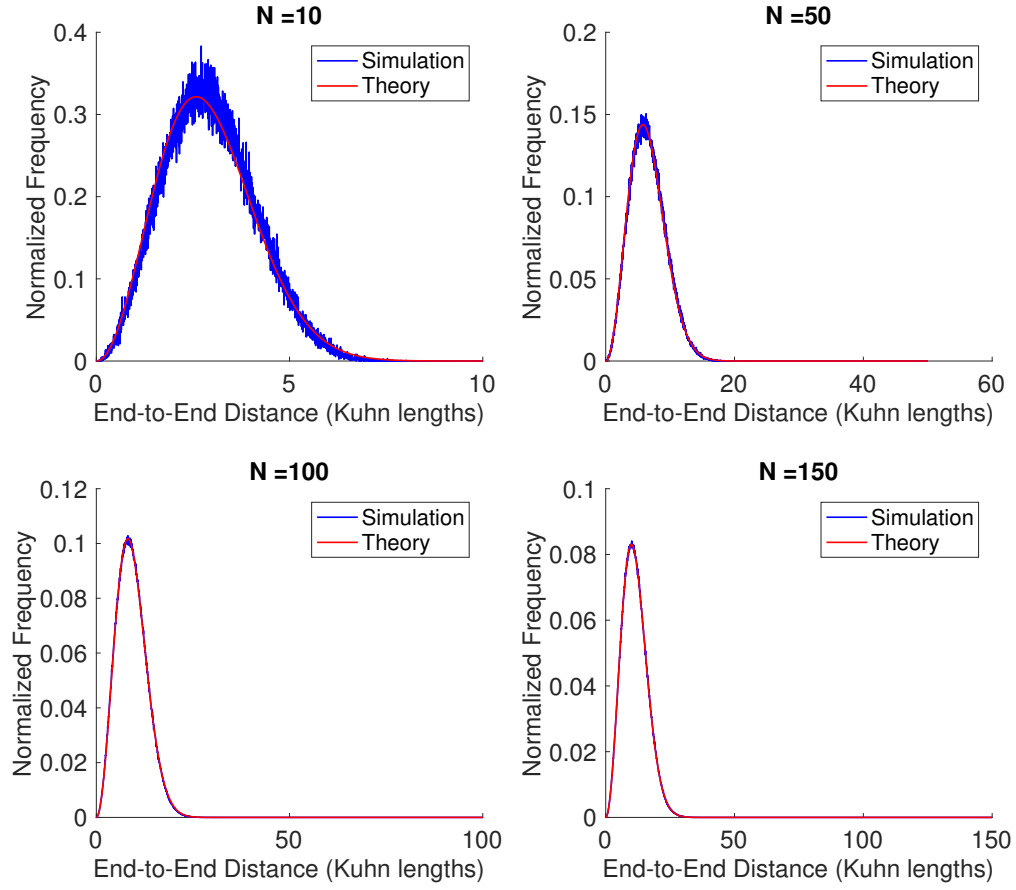 N =10
0.4
0.3
0.2
0.1
0
0
5
10
Normalized Frequency
End-to-End Distance (Kuhn lengths)
Simulation
Theory
N =50
0.2
0.15
0.1
0.05
0
0
20
40
60
Normalized Frequency
End-to-End Distance (Kuhn lengths)
Simulation
Theory
N =100
0.12
0.1
0.08
0.06
0.04
0.02
0
0
50
100
Normalized Frequency
End-to-End Distance (Kuhn lengths)
Simulation
Theory
N =150
0.1
0.08
0.06
0.04
0.02
0
0
50
100
150
Normalized Frequency
End-to-End Distance (Kuhn lengths)
Simulation
Theory